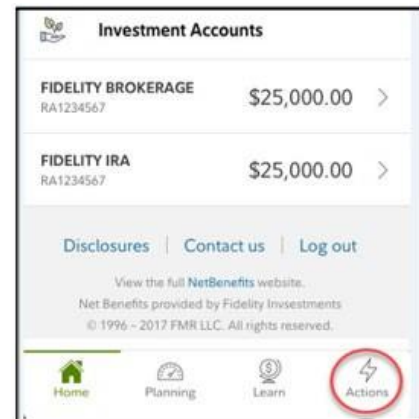 Investment Accounts
FIDELITY BROKERAGE
$25,000.00
RA1234567
FIDELITY IRA
$25,000.00
RA1234567
Disclosures | Contact us | Log out
View the full NetBenefits website.
Net Benefits provided by Fidelity Invsestments
© 1996 - 2017 FMR LLC. All rights reserved.
Home Planning Learn Actions